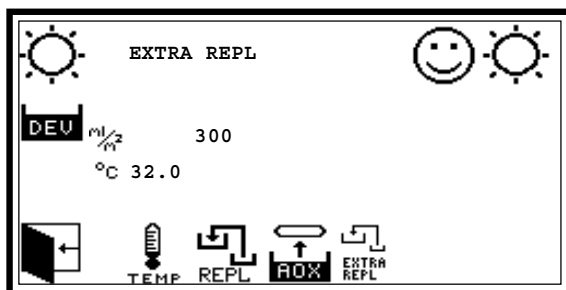 EXTRA REPL
DEV ml/m² 300
°C 32.0
TEMP REPL AOX EXTRA REPL